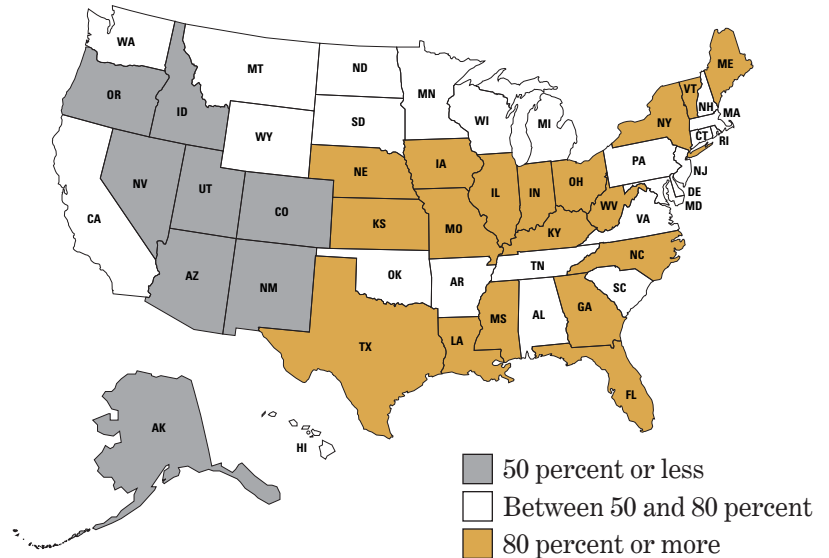 WA
MT
ND
MN
ME
VT
NH
MA
OR
ID
WY
SD
WI
MI
NY
CT
RI
NV
UT
CO
NE
IA
IL
IN
OH
PA
NJ
DE
MD
CA
KS
MO
KY
WV
VA
AZ
NM
OK
AR
TN
NC
SC
TX
LA
MS
AL
GA
FL
AK
HI
50 percent or less
Between 50 and 80 percent
80 percent or more